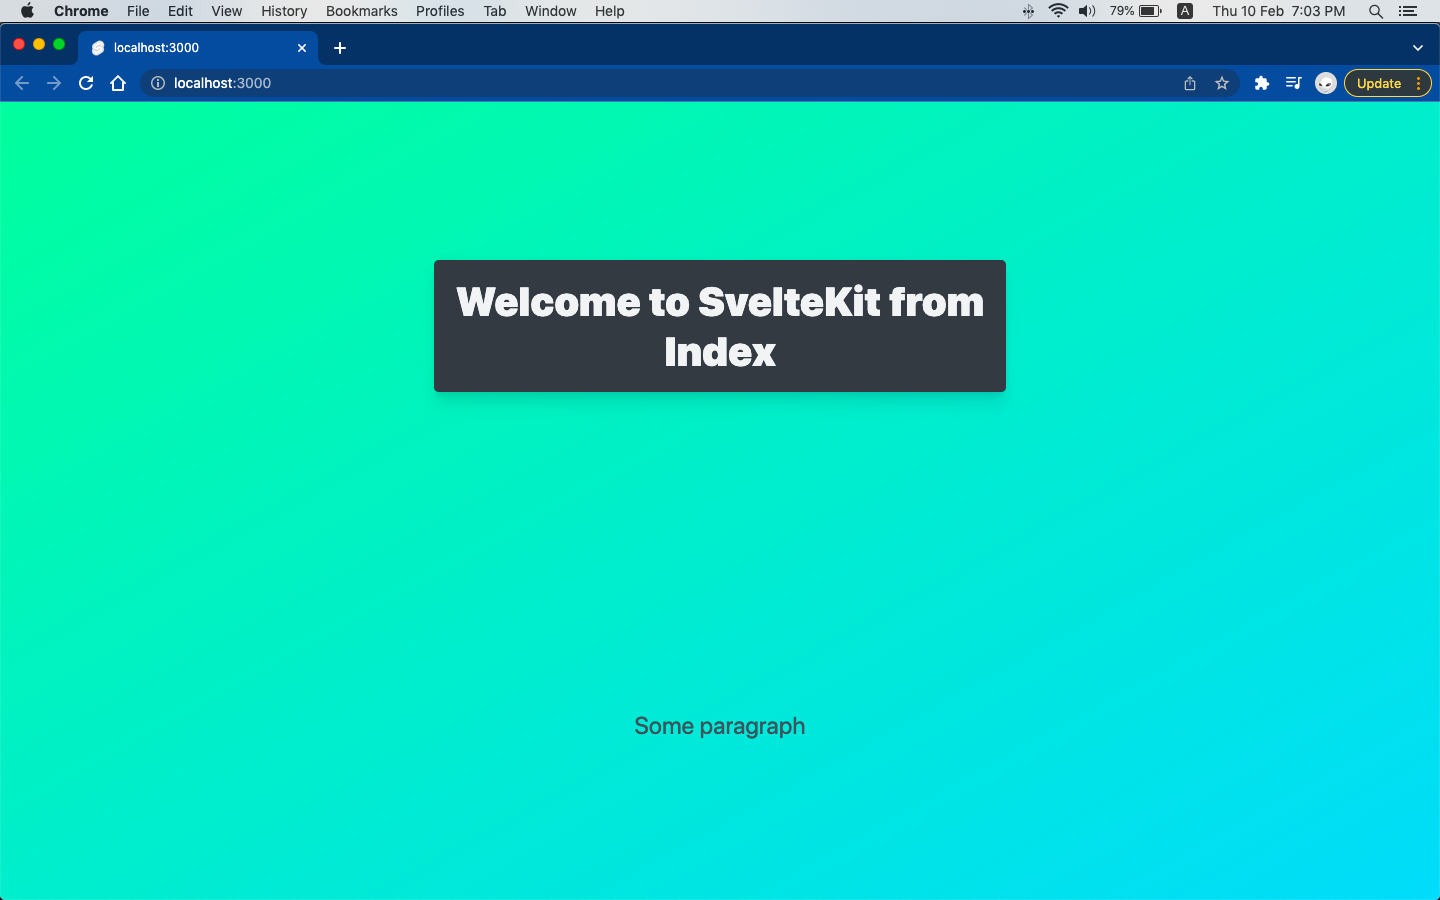 Chrome File Edit View History Bookmarks Profiles Tab Window Help 79% A Thu 10 Feb 7:03 PM
localhost:3000
localhost:3000 Update
Welcome to SvelteKit from
Index
Some paragraph